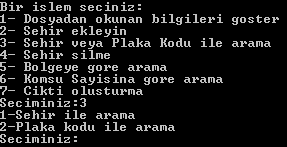 Bir islem seciniz:
1- Dosyadan okunan bilgileri goster
2- Sehir ekleyin
3- Sehir veya Plaka Kodu ile arama
4- Sehir silme
5- Bolgeye gore arama
6- Komsu Sayisina gore arama
7- Cikti olusturma
Seciminiz:3
1-Sehir ile arama
2-Plaka kodu ile arama
Seciminiz: